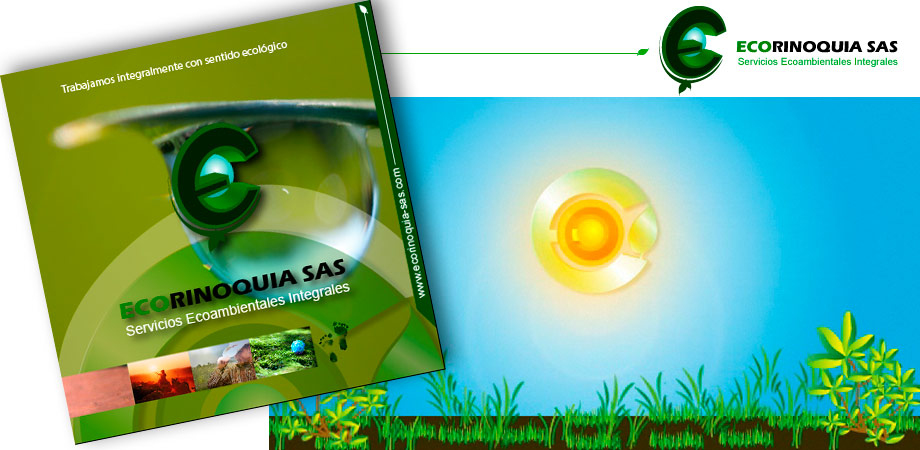 Trabajamos integralmente con sentido ecológico
www.ecorinoquia-sas.com
ECORINOQUIA SAS
Servicios Ecoambientales Integrales
ECORINOQUIA SAS
Servicios Ecoambientales Integrales